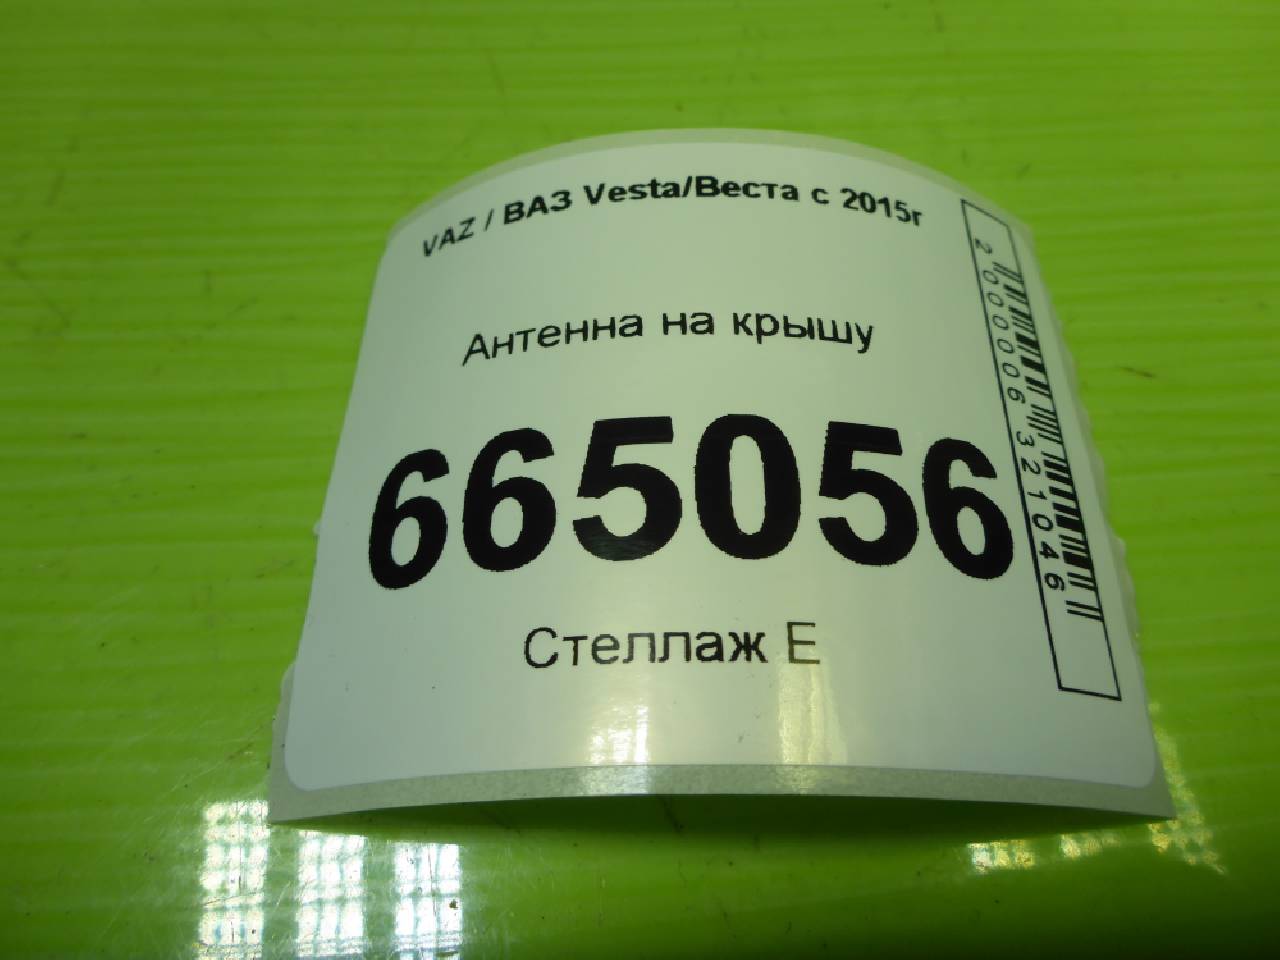 VAZ / ВАЗ Vesta/Веста с 2015г
Антенна на крышу
665056
Стеллаж Е
2000006321046